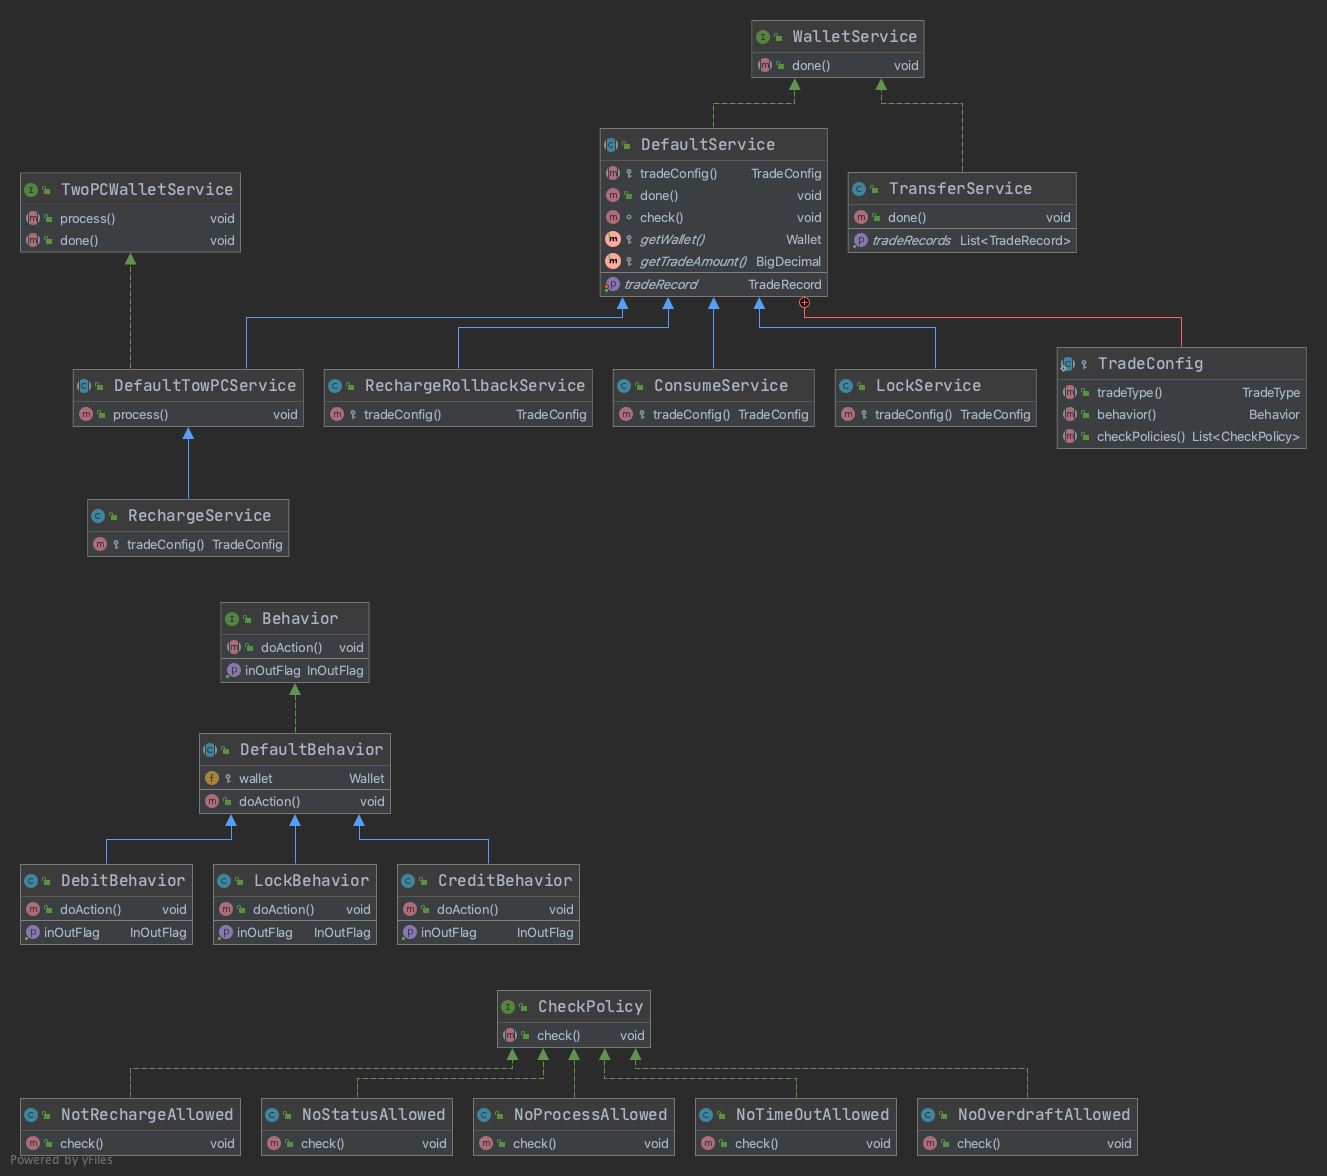 WalletService
done() void
DefaultService
tradeConfig() TradeConfig
done() void
check() void
getWallet() Wallet
getTradeAmount() BigDecimal
tradeRecord TradeRecord
TwoPCWalletService
process() void
done() void
TransferService
done() void
tradeRecords List<TradeRecord>
DefaultTowPCService
process() void
RechargeRollbackService
tradeConfig() TradeConfig
ConsumeService
tradeConfig() TradeConfig
LockService
tradeConfig() TradeConfig
TradeConfig
tradeType() TradeType
behavior() Behavior
checkPolicies() List<CheckPolicy>
RechargeService
tradeConfig() TradeConfig
Behavior
doAction() void
inOutFlag InOutFlag
DefaultBehavior
wallet Wallet
doAction() void
DebitBehavior
doAction() void
inOutFlag InOutFlag
LockBehavior
doAction() void
inOutFlag InOutFlag
CreditBehavior
doAction() void
inOutFlag InOutFlag
CheckPolicy
check() void
NotRechargeAllowed
check() void
NoStatusAllowed
check() void
NoProcessAllowed
check() void
NoTimeOutAllowed
check() void
NoOverdraftAllowed
check() void
Powered by yFiles